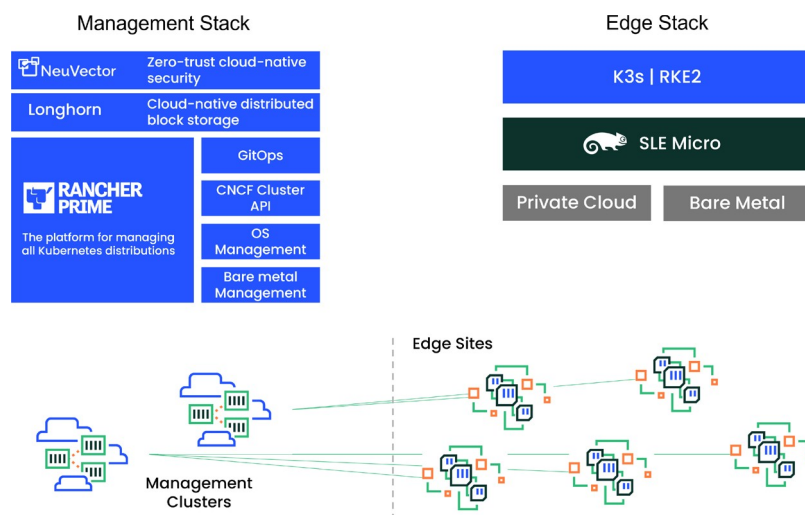 Management Stack
Edge Stack
NeuVector
Zero-trust cloud-native
security
Longhorn
Cloud-native distributed
block storage
RANCHER
PRIME
The platform for managing
all Kubernetes distributions
GitOps
CNCF Cluster
API
OS
Management
Bare metal
Management
K3s | RKE2
SLE Micro
Private Cloud
Bare Metal
Edge Sites
Management
Clusters